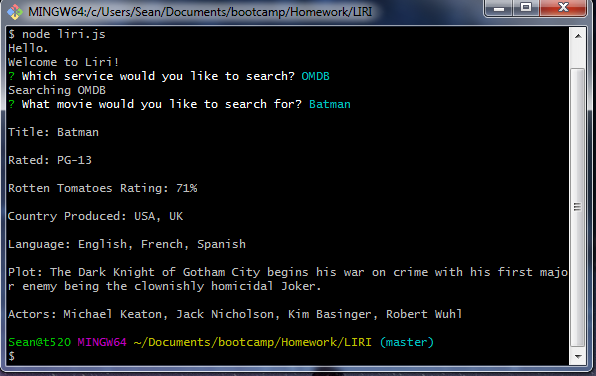 MINGW64:/c/Users/Sean/Documents/bootcamp/Homework/LIRI
$ node liri.js
Hello.
Welcome to Liri!
? Which service would you like to search? OMDB
Searching OMDB
? What movie would you like to search for? Batman
Title: Batman
Rated: PG-13
Rotten Tomatoes Rating: 71%
Country Produced: USA, UK
Language: English, French, Spanish
Plot: The Dark Knight of Gotham City begins his war on crime with his first majo
r enemy being the clownishly homicidal Joker.
Actors: Michael Keaton, Jack Nicholson, Kim Basinger, Robert Wuhl
Sean@t520 MINGW64 ~/Documents/bootcamp/Homework/LIRI (master)
$